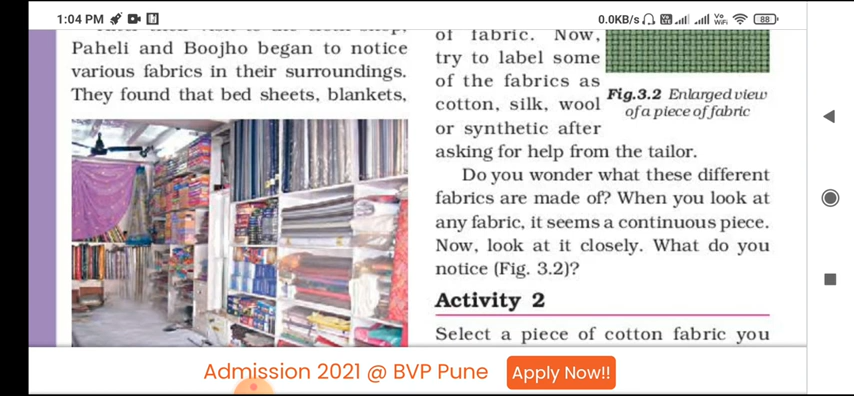 1:04 PM
0.0KB/s
Vo
WiFi
88
Paheli and Boojho began to notice
various fabrics in their surroundings.
They found that bed sheets, blankets,
of fabric. Now,
try to label some
of the fabrics as
cotton, silk, wool
or synthetic after
asking for help from the tailor.
Fig.3.2 Enlarged view
of a piece of fabric
Do you wonder what these different
fabrics are made of? When you look at
any fabric, it seems a continuous piece.
Now, look at it closely. What do you
notice (Fig. 3.2)?
Activity 2
Select a piece of cotton fabric you
Admission 2021 @ BVP Pune
Apply Now!!